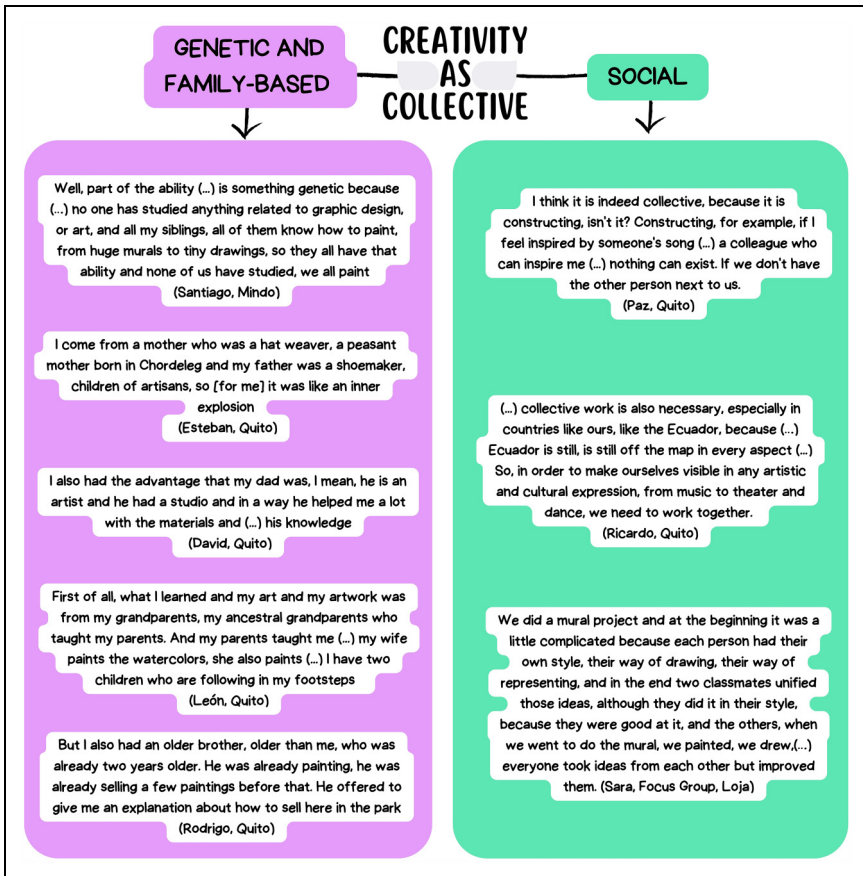 CREATIVITY
AS
COLLECTIVE
GENETIC AND
FAMILY-BASED
Well, part of the ability (...) is something genetic because
(...) no one has studied anything related to graphic design,
or art, and all my siblings, all of them know how to paint,
from huge murals to tiny drawings, so they all have that
ability and none of us have studied, we all paint
(Santiago, Mindo)
I come from a mother who was a hat weaver, a peasant
mother born in Chordeleg and my father was a shoemaker,
children of artisans, so [for me] it was like an inner
explosion
(Esteban, Quito)
I also had the advantage that my dad was, I mean, he is an
artist and he had a studio and in a way he helped me a lot
with the materials and (...) his knowledge
(David, Quito)
First of all, what I learned and my art and my artwork was
from my grandparents, my ancestral grandparents who
taught my parents. And my parents taught me (...) my wife
paints the watercolors, she also paints (...) I have two
children who are following in my footsteps
(León, Quito)
But I also had an older brother, older than me, who was
already two years older. He was already painting, he was
already selling a few paintings before that. He offered to
give me an explanation about how to sell here in the park
(Rodrigo, Quito)
SOCIAL
I think it is indeed collective, because it is
constructing, isn't it? Constructing, for example, if I
feel inspired by someone's song (...) a colleague who
can inspire me (...) nothing can exist. If we don't have
the other person next to us.
(Paz, Quito)
(...) collective work is also necessary, especially in
countries like ours, like the Ecuador, because (...)
Ecuador is still, is still off the map in every aspect (...)
So, in order to make ourselves visible in any artistic
and cultural expression, from music to theater and
dance, we need to work together.
(Ricardo, Quito)
We did a mural project and at the beginning it was a
little complicated because each person had their
own style, their way of drawing, their way of
representing, and in the end two classmates unified
those ideas, although they did it in their style,
because they were good at it, and the others, when
we went to do the mural, we painted, we drew,(...)
everyone took ideas from each other but improved
them. (Sara, Focus Group, Loja)